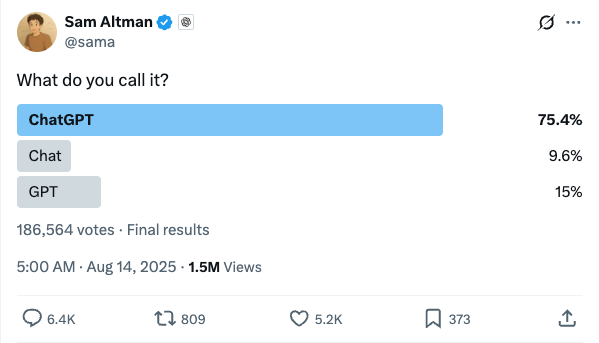 Sam Altman
@sama
What do you call it?
ChatGPT 75.4%
Chat 9.6%
GPT 15%
186,564 votes · Final results
5:00 AM · Aug 14, 2025 · 1.5M Views
6.4K 809 5.2K 373